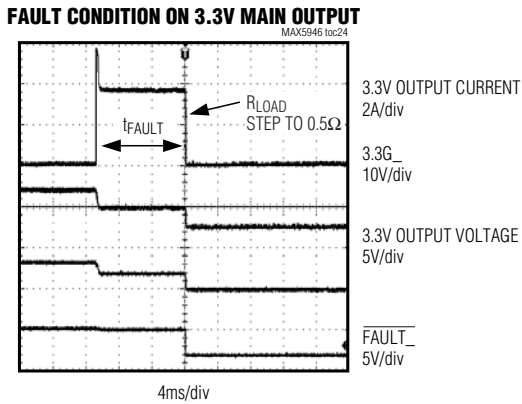 FAULT CONDITION ON 3.3V MAIN OUTPUT
MAX5946 toc24
3.3V OUTPUT CURRENT
2A/div
RLOAD
STEP TO 0.5Ω
tFAULT
3.3G_
10V/div
3.3V OUTPUT VOLTAGE
5V/div
FAULT_
5V/div
4ms/div